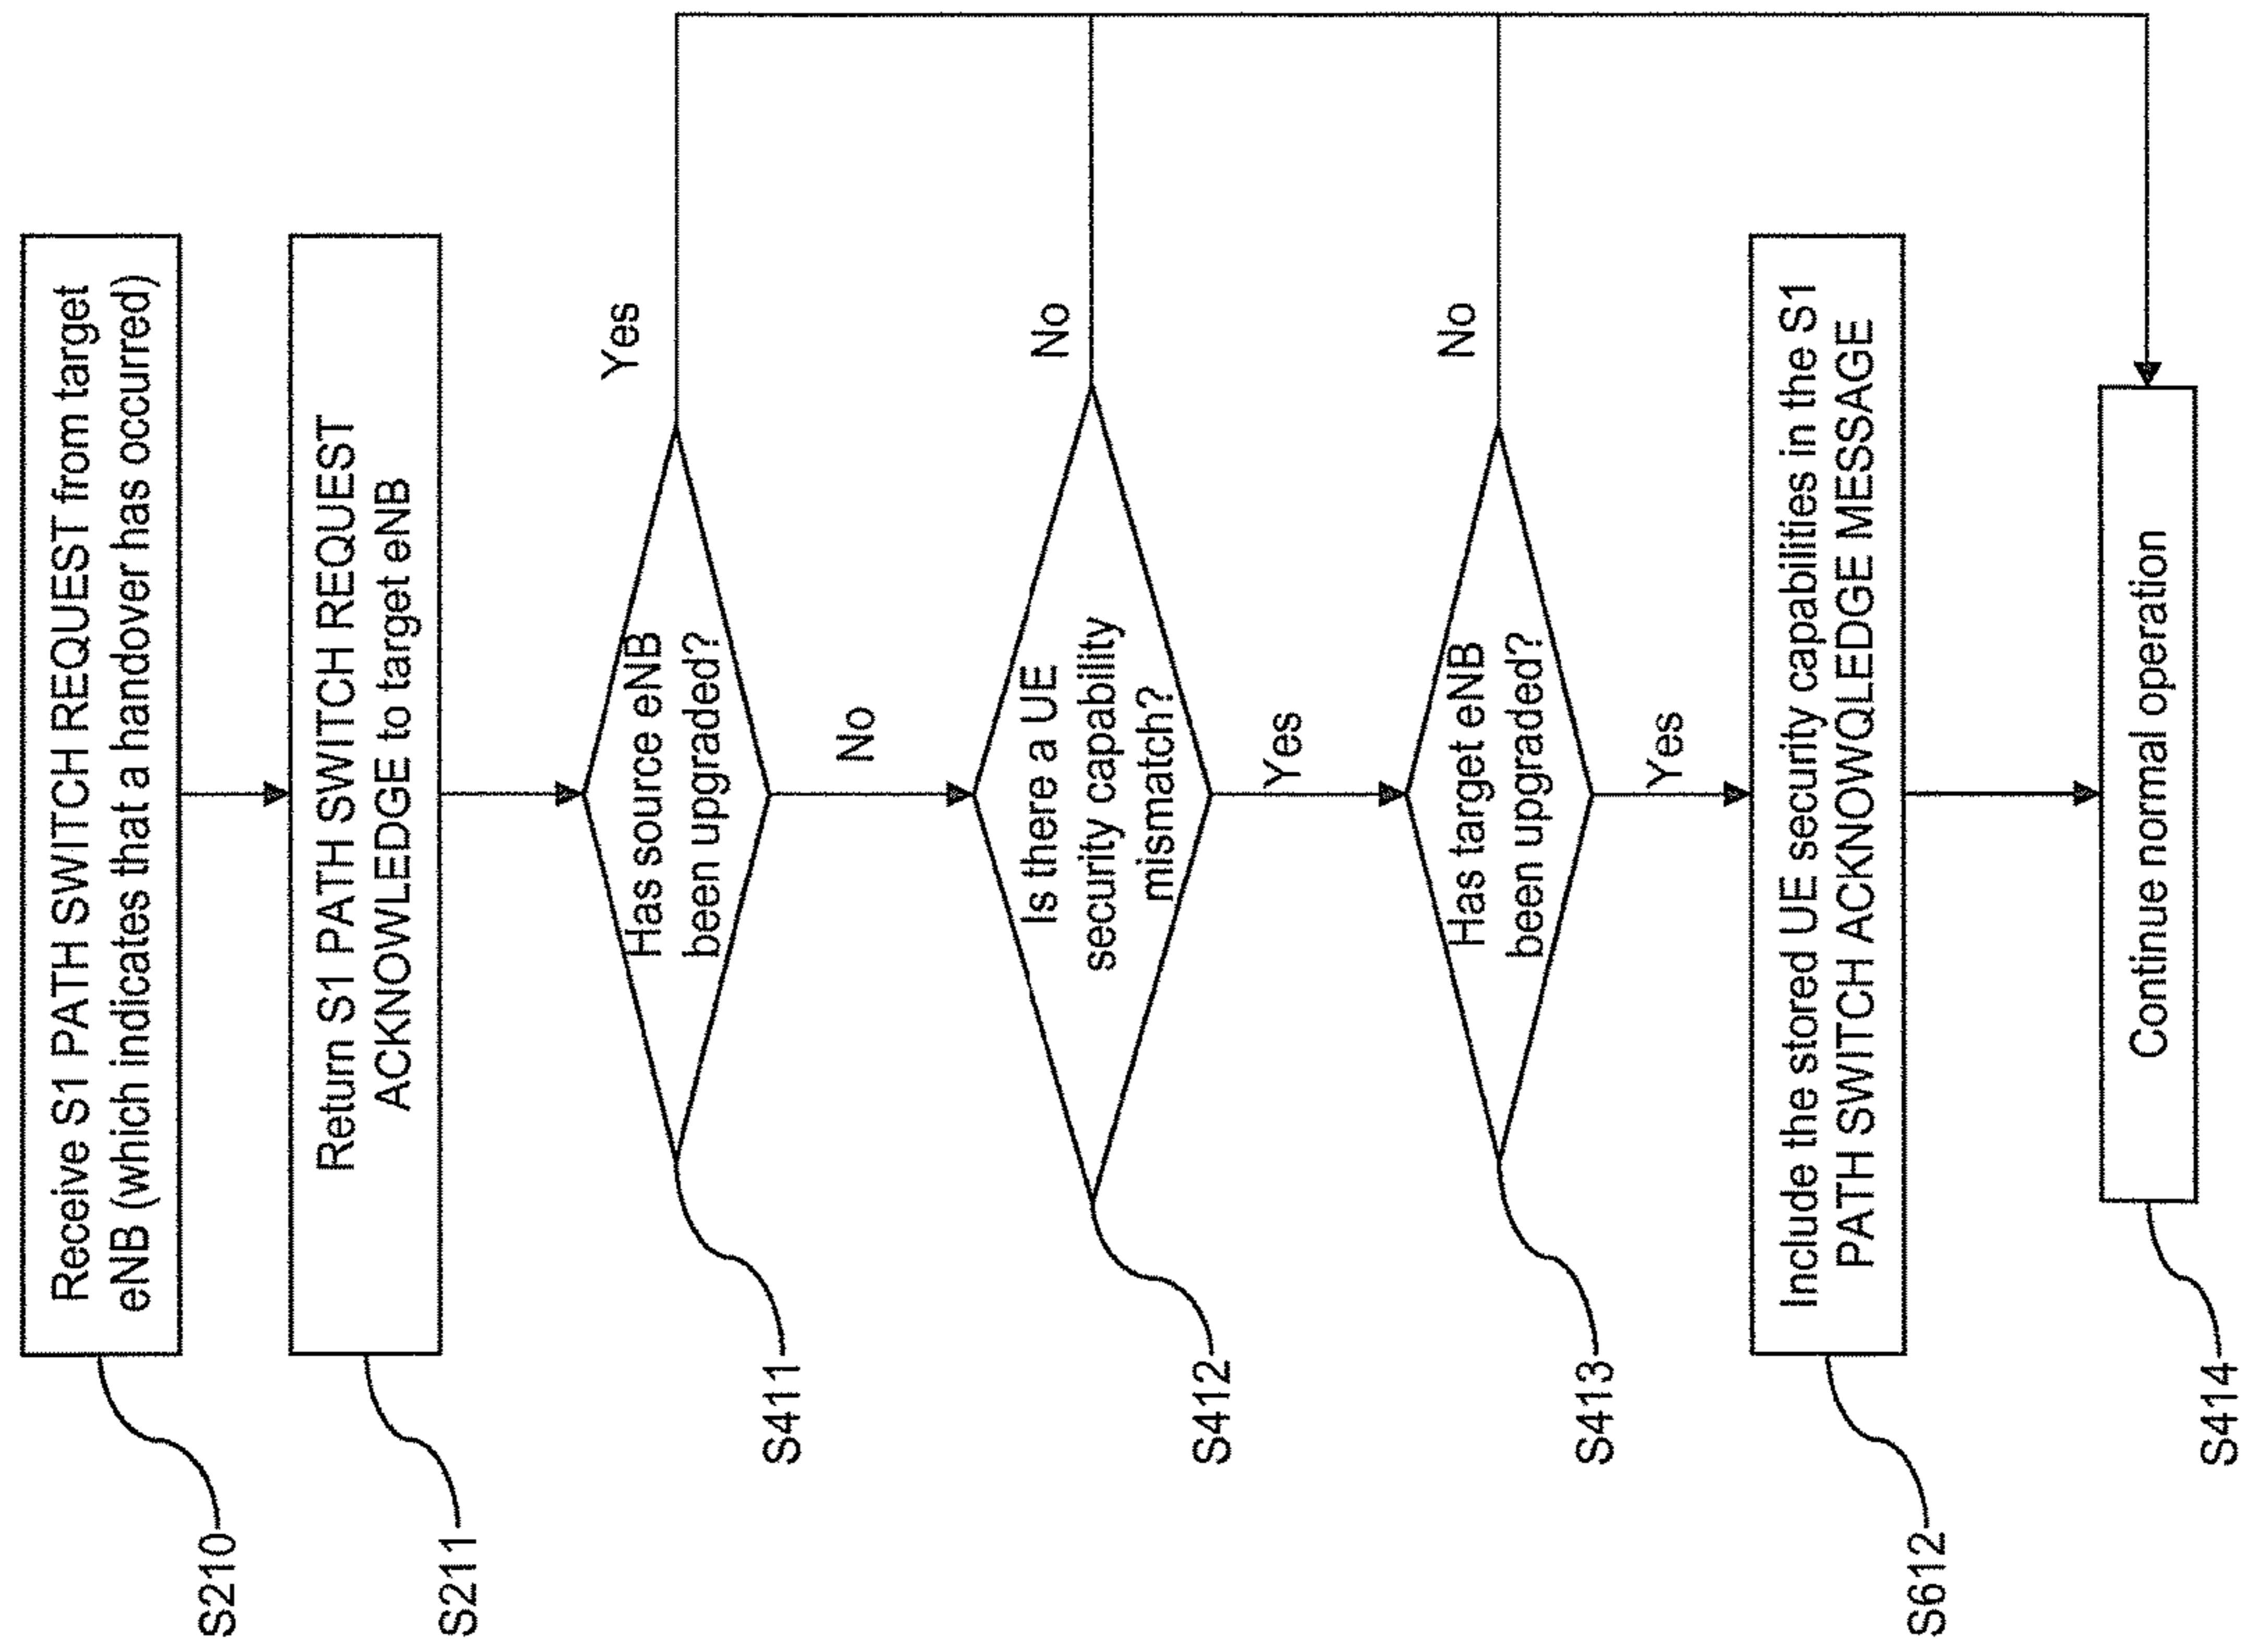 Receive S1 PATH SWITCH REQUEST from target
eNB (which indicates that a handover has occurred)
S210
Return S1 PATH SWITCH REQUEST
ACKNOWLEDGE to target eNB
S211
Has source eNB
been upgraded?
Yes
No
S411
Is there a UE
security capability
mismatch?
No
Yes
S412
Has target eNB
been upgraded?
No
Yes
S413
Include the stored UE security capabilities in the S1
PATH SWITCH ACKNOWQLEDGE MESSAGE
S612
Continue normal operation
S414